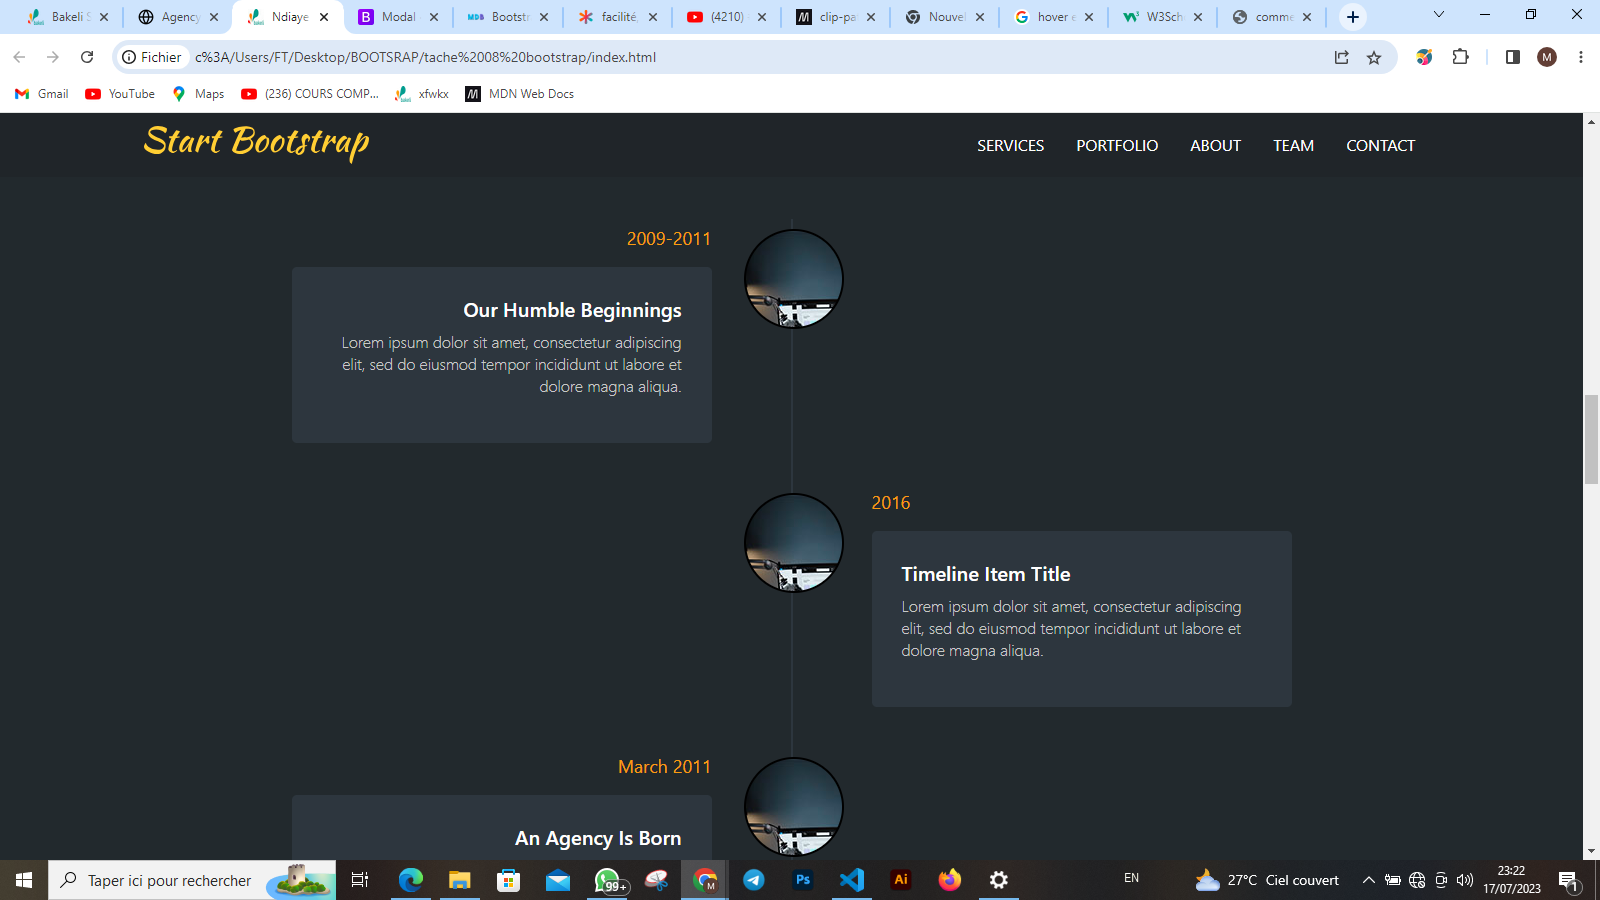 Bakeli S
Agency
Ndiaye
Modal
Bootstr
facilité,
(4210)
clip-pa
Nouvel
hover e
W3Sch
comme
Fichier
c%3A/Users/FT/Desktop/BOOTSRAP/tache%2008%20bootstrap/index.html
M
Gmail
YouTube
Maps
(236) COURS COMP...
xfwkx
MDN Web Docs
Start Bootstrap
SERVICES
PORTFOLIO
ABOUT
TEAM
CONTACT
2009-2011
Our Humble Beginnings
Lorem ipsum dolor sit amet, consectetur adipiscing
elit, sed do eiusmod tempor incididunt ut labore et
dolore magna aliqua.
2016
Timeline Item Title
Lorem ipsum dolor sit amet, consectetur adipiscing
elit, sed do eiusmod tempor incididunt ut labore et
dolore magna aliqua.
March 2011
An Agency Is Born
Taper ici pour rechercher
99+
M
Ps
Ai
EN
27°C Ciel couvert
23:22
17/07/2023
1